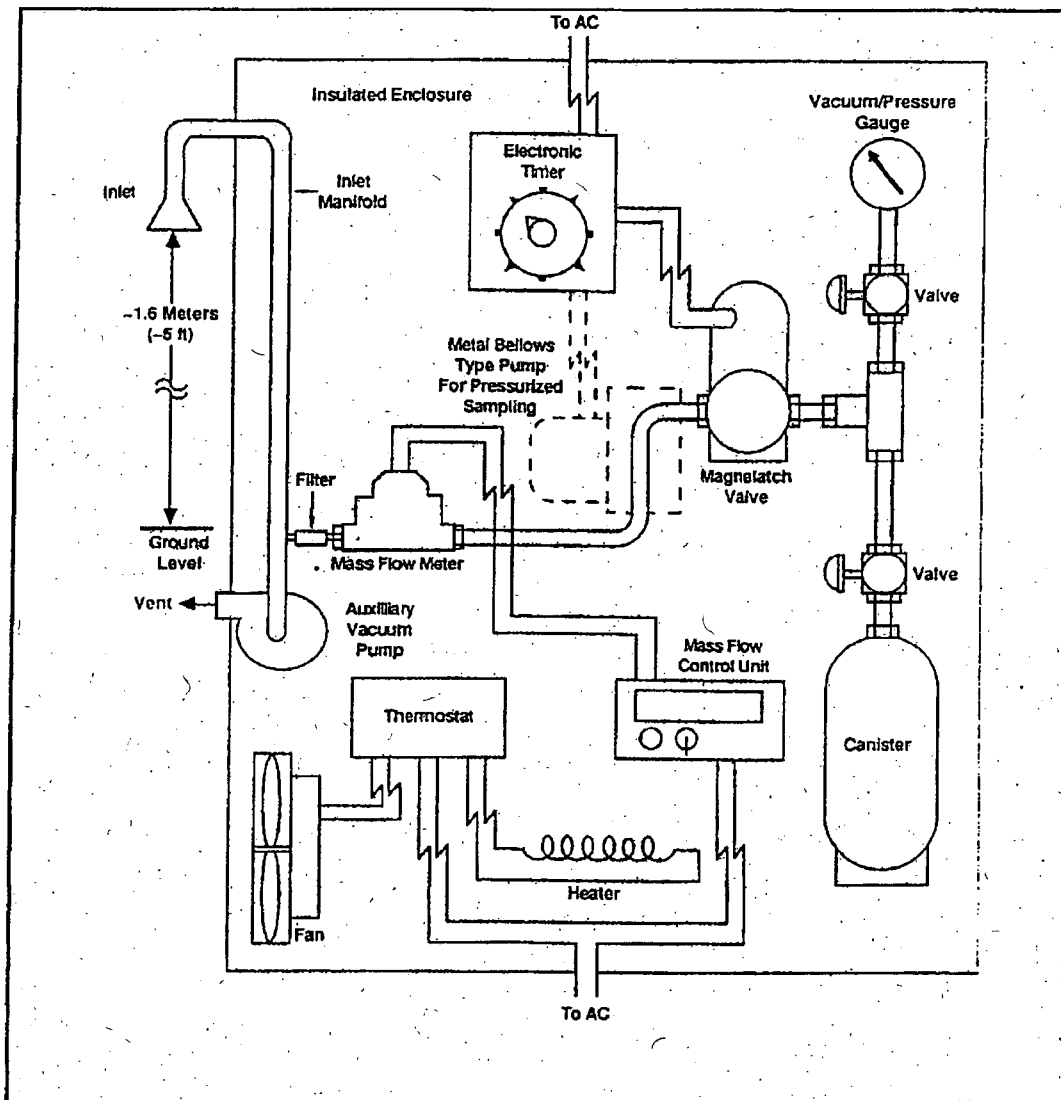 To AC
Insulated Enclosure
Vacuum/Pressure
Gauge
Electronic
Timer
Inlet
Inlet
Manifold
Valve
~1.6 Meters
(~5 ft)
Metal Bellows
Type Pump
For Pressurized
Sampling
Magnelatch
Valve
Filter
Ground
Level
Mass Flow Meter
Valve
Vent
Auxilliary
Vacuum
Pump
Mass Flow
Control Unit
Thermostat
Canister
Heater
Fan
To AC